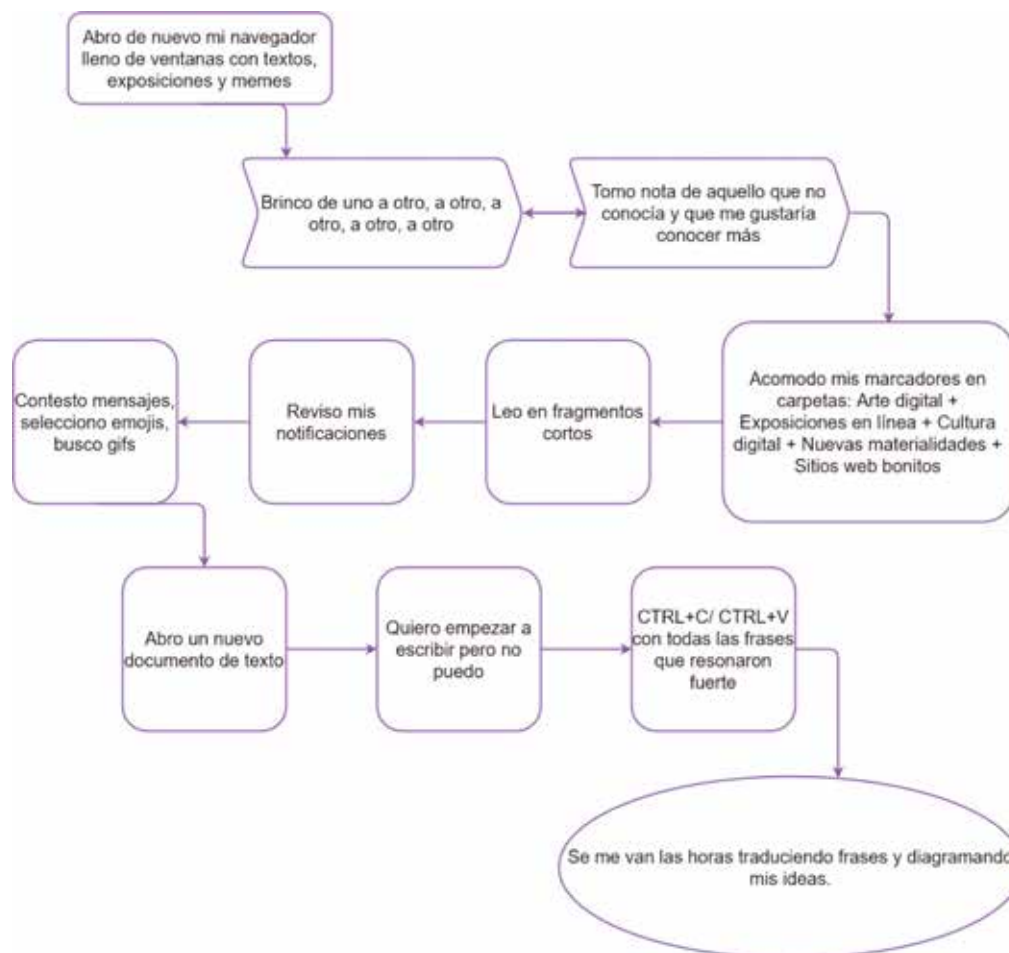 Abro de nuevo mi navegador
lleno de ventanas con textos,
exposiciones y memes
Brinco de uno a otro, a otro, a
otro, a otro, a otro
Tomo nota de aquello que no
conocía y que me gustaría
conocer más
Acomodo mis marcadores en
carpetas: Arte digital +
Exposiciones en línea + Cultura
digital + Nuevas materialidades +
Sitios web bonitos
Leo en fragmentos
cortos
Reviso mis
notificaciones
Contesto mensajes,
selecciono emojis,
busco gifs
Abro un nuevo
documento de texto
Quiero empezar a
escribir pero no
puedo
CTRL+C/ CTRL+V
con todas las frases
que resonaron
fuerte
Se me van las horas traduciendo frases y diagramando
mis ideas.